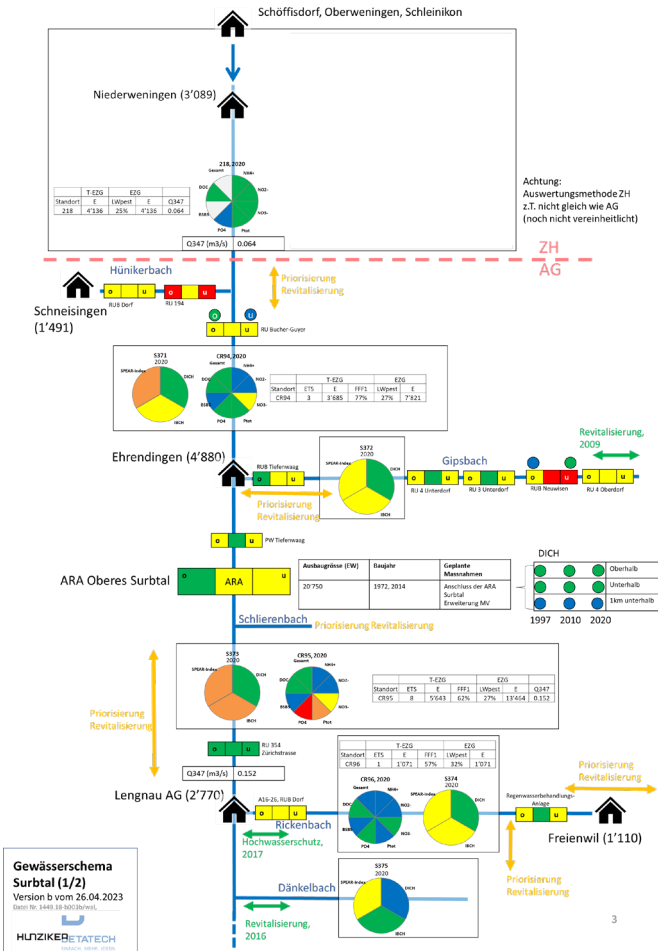 Schöffisdorf, Oberweningen, Schleinikon
Niederweningen (3’089)
218, 2020
Gesamt
NH4+
DOC
NO2-
BSB5
NO3-
PO4
Ptot
T-EZG EZG
Standort E LWpest E Q347
218 4’136 25% 4’136 0.064
Achtung:
Auswertungsmethode ZH
z.T. nicht gleich wie AG
(noch nicht vereinheitlicht)
Q347 (m3/s) 0.064
ZH
AG
Hünikerbach
Priorisierung
Revitalisierung
Schneisingen
(1’491)
o u
RUB Dorf
o u
RU 194
o u
o u
RU Bucher-Guyer
S371
2020
SPEAR-Index
DICH
IBCH
CR94, 2020
Gesamt
NH4+
DOC
NO2-
BSB5
NO3-
PO4
Ptot
T-EZG EZG
Standort ETS E FFF1 LWpest E
CR94 3 3’685 77% 27% 7’821
Revitalisierung,
2009
Ehrendingen (4’880)
RUB Tiefenwaag
o u
S372
2020
SPEAR-Index
DICH
IBCH
Gipsbach
o u
RU 4 Unterdorf
o u
RU 3 Unterdorf
o u
RUB Neuwisen
o u
RU 4 Oberdorf
Priorisierung
Revitalisierung
o u
PW Tiefenwaag
ARA Oberes Surbtal
o ARA u
Ausbaugrösse (EW) Baujahr Geplante
Massnahmen
20’750 1972, 2014 Anschluss der ARA
Surbtal
Erweiterung MV
DICH
Oberhalb
Unterhalb
1km unterhalb
1997 2010 2020
Schlierenbach
Priorisierung Revitalisierung
S373
2020
SPEAR-Index
DICH
IBCH
CR95, 2020
Gesamt
NH4+
DOC
NO2-
BSB5
NO3-
PO4
Ptot
T-EZG EZG
Standort ETS E FFF1 LWpest E Q347
CR95 8 5’643 62% 27% 13’464 0.152
Priorisierung
Revitalisierung
o u
RU 354
Zürichstrasse
Q347 (m3/s) 0.152
T-EZG EZG
Standort ETS E FFF1 LWpest E
CR96 1 1’071 57% 32% 1’071
Priorisierung
Revitalisierung
Lengnau AG (2’770)
A16-26, RUB Dorf
o u
Rickenbach
CR96, 2020
Gesamt
NH4+
DOC
NO2-
BSB5
NO3-
PO4
Ptot
S374
2020
SPEAR-Index
DICH
IBCH
Regenwasserbehandlungs-
Anlage
o u
Freienwil (1’110)
Hochwasserschutz,
2017
Priorisierung
Revitalisierung
Dänkelbach
S375
2020
SPEAR-Index
DICH
IBCH
Revitalisierung,
2016
Gewässerschema
Surbtal (1/2)
Version b vom 26.04.2023
Datei Nr. 1449.18-b003b/waL
HUNZIKER BETATECH
EINFACH. MEHR. IDEEN.
3